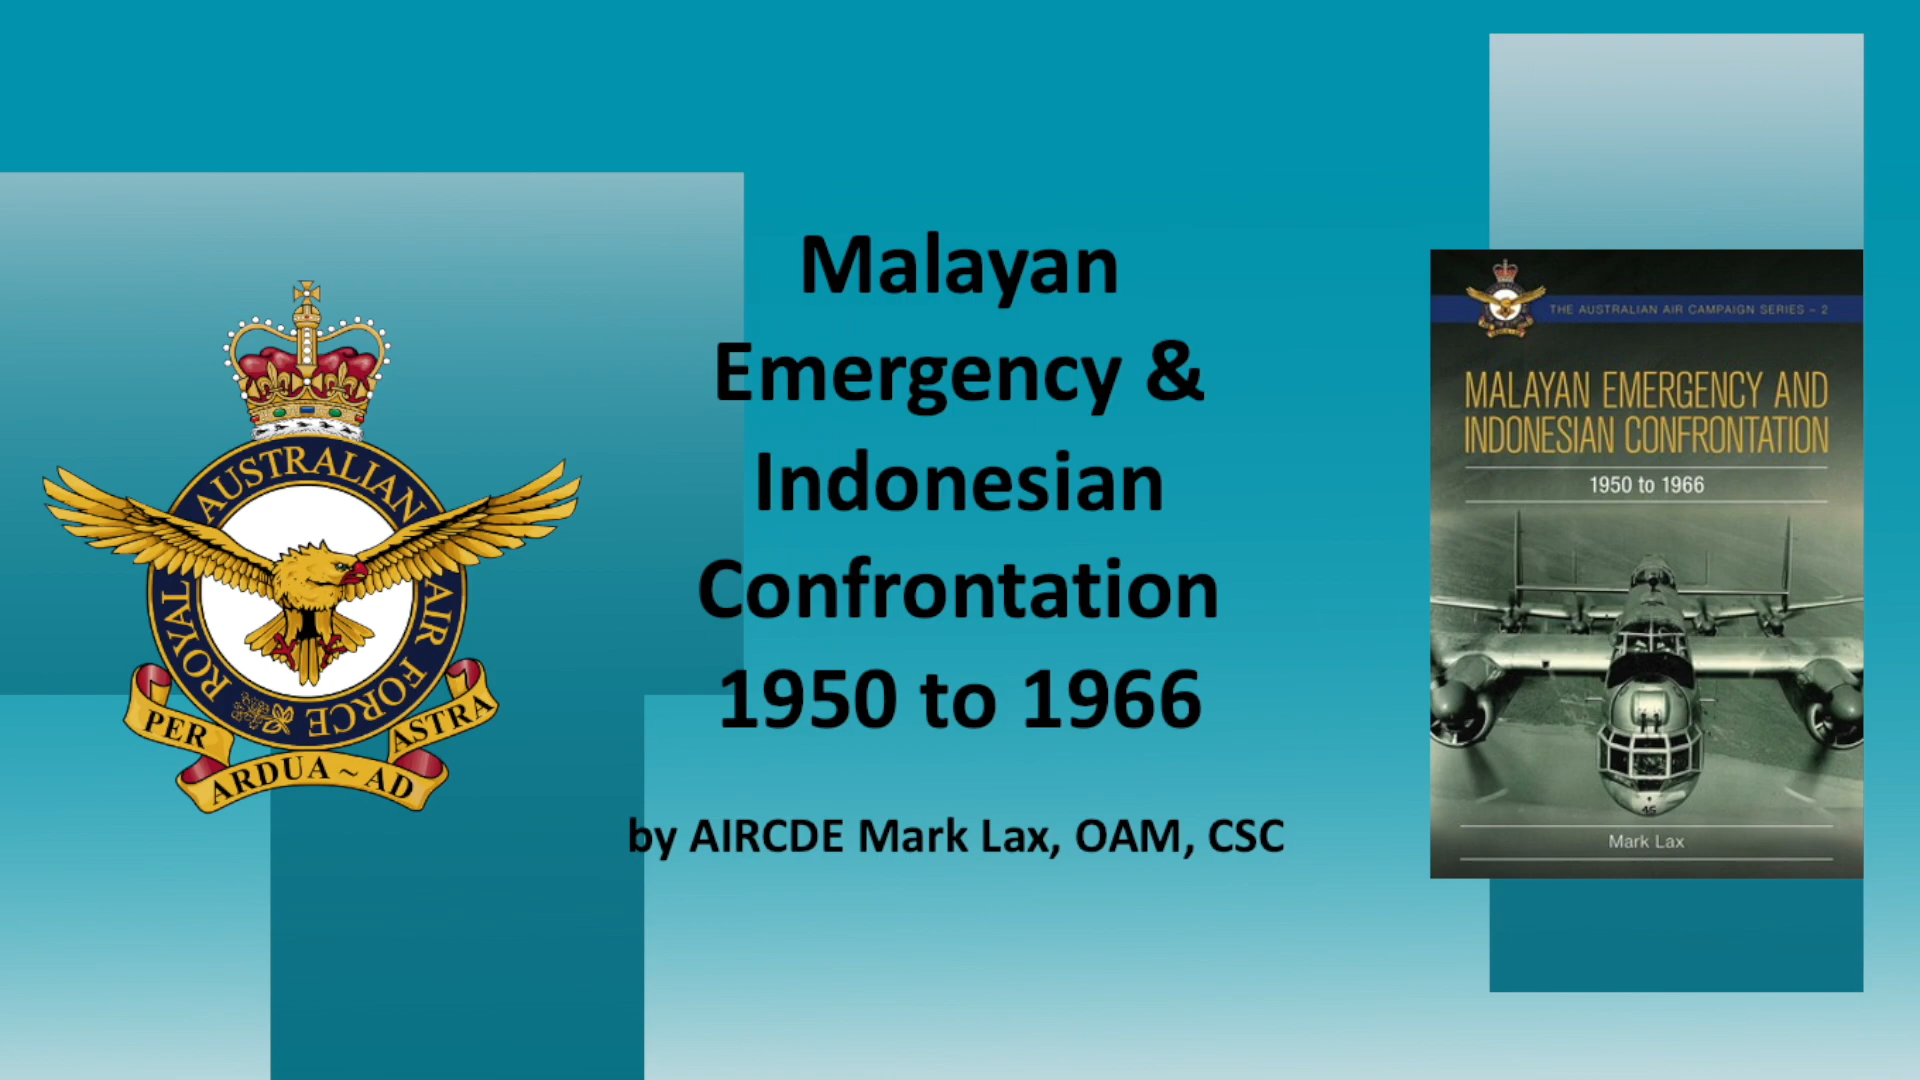 ROYAL AUSTRALIAN AIR FORCE
PER ARDUA ~ AD ASTRA
Malayan
Emergency &
Indonesian
Confrontation
1950 to 1966
by AIRCDE Mark Lax, OAM, CSC
THE AUSTRALIAN AIR CAMPAIGN SERIES – 2
MALAYAN EMERGENCY AND
INDONESIAN CONFRONTATION
1950 to 1966
Mark Lax